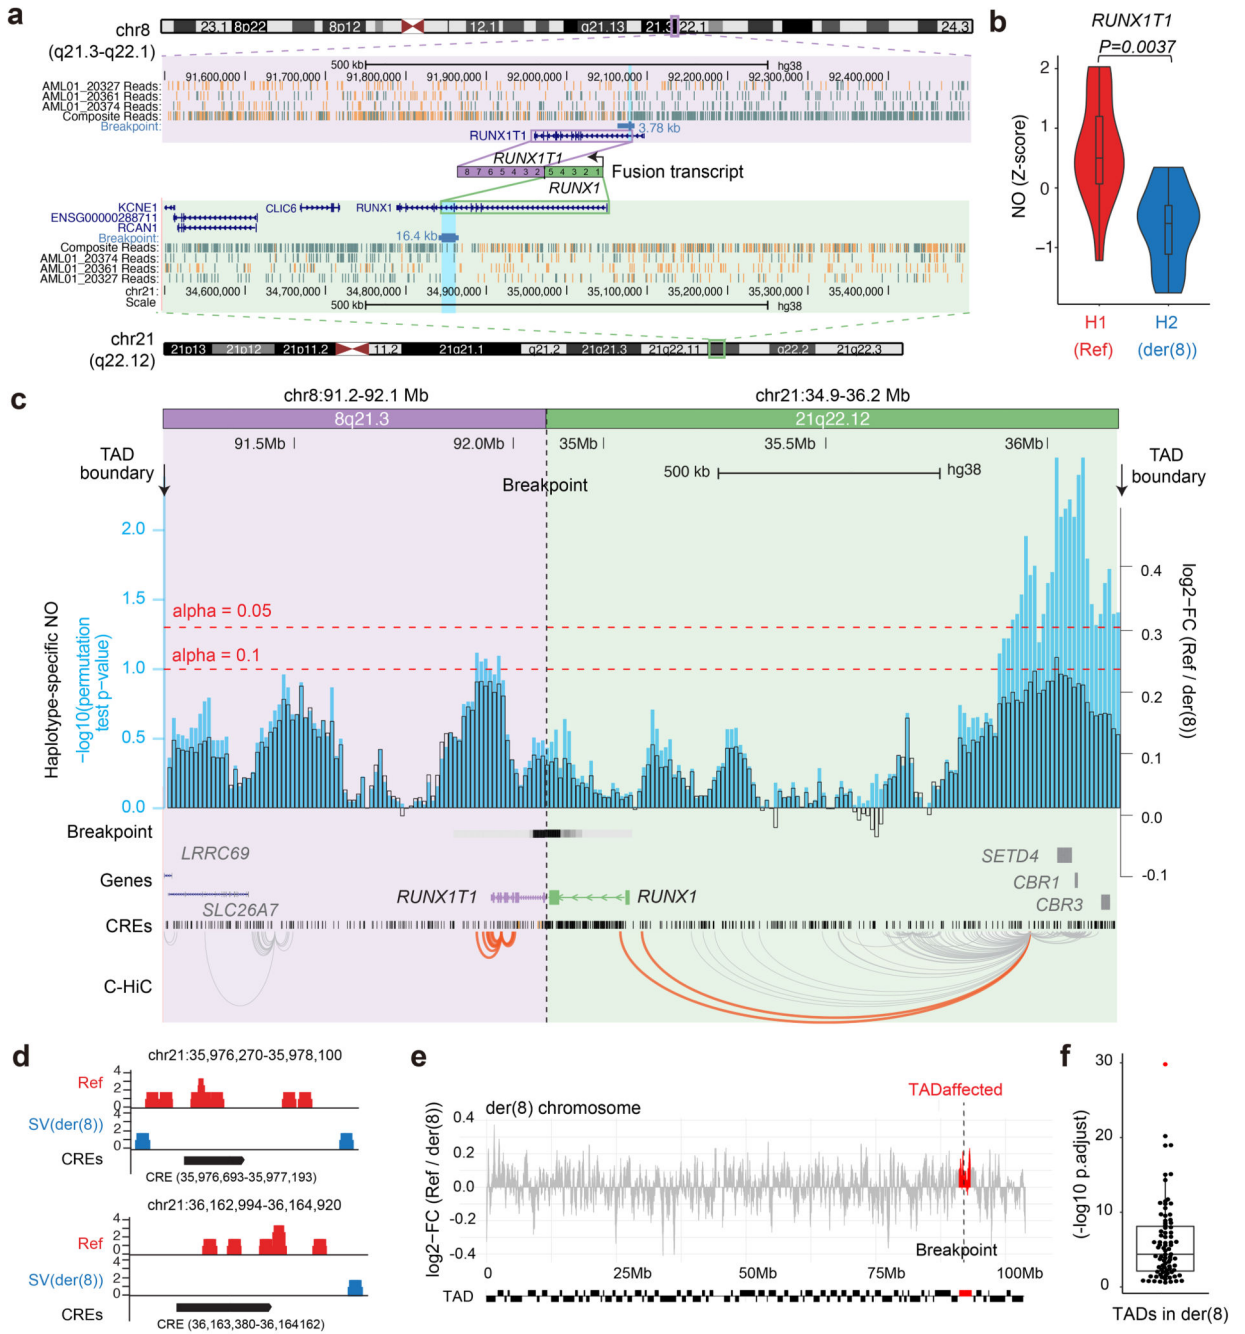 a
chr8
(q21.3-q22.1)
23.1 8p22 8p12 12.1 q21.13 21.3 22.1 24.3
500 kb hg38
91,600,000 91,700,000 91,800,000 91,900,000 92,000,000 92,100,000 92,200,000 92,300,000 92,400,000
AML01_20327 Reads:
AML01_20361 Reads:
AML01_20374 Reads:
Composite Reads:
Breakpoint: 3.78 kb
RUNX1T1
RUNX1T1
8 7 6 5 4 3 2 5 4 3 2 1 Fusion transcript
RUNX1
KCNE1 CLIC6 RUNX1
ENSG00000288711
RCAN1
Breakpoint: 16.4 kb
Composite Reads:
AML01_20374 Reads:
AML01_20361 Reads:
AML01_20327 Reads:
chr21: 34,600,000 34,700,000 34,800,000 34,900,000 35,000,000 35,100,000 35,200,000 35,300,000 35,400,000
Scale 500 kb hg38
chr21
(q22.12)
21p13 21p12 21p11.2 11.2 21q21.1 q21.2 21q21.3 21q22.11 q22.2 21q22.3
b
RUNX1T1
P=0.0037
NO (Z-score)
2
1
0
−1
H1 H2
(Ref) (der(8))
c
chr8:91.2-92.1 Mb chr21:34.9-36.2 Mb
8q21.3 21q22.12
91.5Mb 92.0Mb 35Mb 35.5Mb 36Mb
TAD boundary
500 kb hg38
TAD boundary
Breakpoint
Haplotype-specific NO
−log10(permutation test p−value)
2.0
1.5
1.0
0.5
0.0
alpha = 0.05
alpha = 0.1
log2−FC (Ref / der(8))
0.4
0.3
0.2
0.1
0.0
-0.1
Breakpoint
LRRC69 SETD4
Genes CBR1
RUNX1T1 RUNX1
SLC26A7 CBR3
CREs
C-HiC
d
chr21:35,976,270-35,978,100
Ref 4 2 0
SV(der(8)) 4 2 0
CREs
CRE (35,976,693-35,977,193)
chr21:36,162,994-36,164,920
Ref 4 2 0
SV(der(8)) 4 2 0
CREs
CRE (36,163,380-36,164162)
e
TADaffected
der(8) chromosome
log2−FC (Ref / der(8))
0.4
0.2
0.0
-0.2
-0.4
Breakpoint
0 25Mb 50Mb 75Mb 100Mb
TAD
f
(-log10 p.adjust)
30
20
10
0
TADs in der(8)